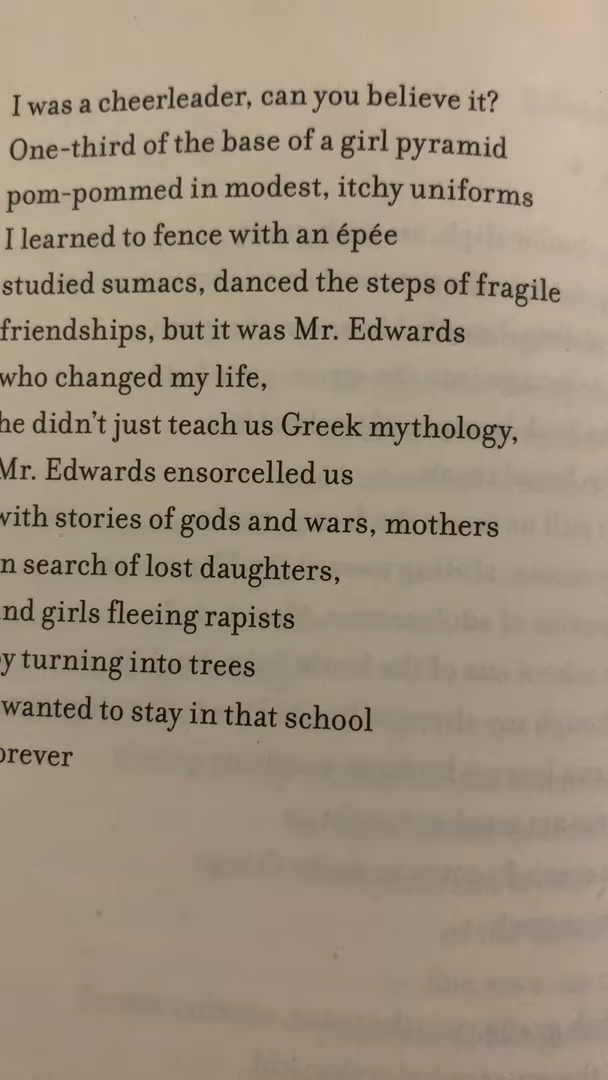 I was a cheerleader, can you believe it?
One-third of the base of a girl pyramid
pom-pommed in modest, itchy uniforms
I learned to fence with an épée
studied sumacs, danced the steps of fragile
friendships, but it was Mr. Edwards
who changed my life,
he didn't just teach us Greek mythology,
Mr. Edwards ensorcelled us
with stories of gods and wars, mothers
n search of lost daughters,
nd girls fleeing rapists
y turning into trees
wanted to stay in that school
orever